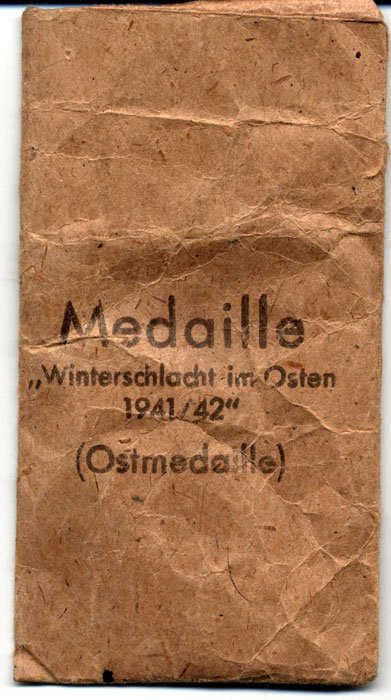 Medaille
„Winterschlacht im Osten
1941/42“
(Ostmedaille)